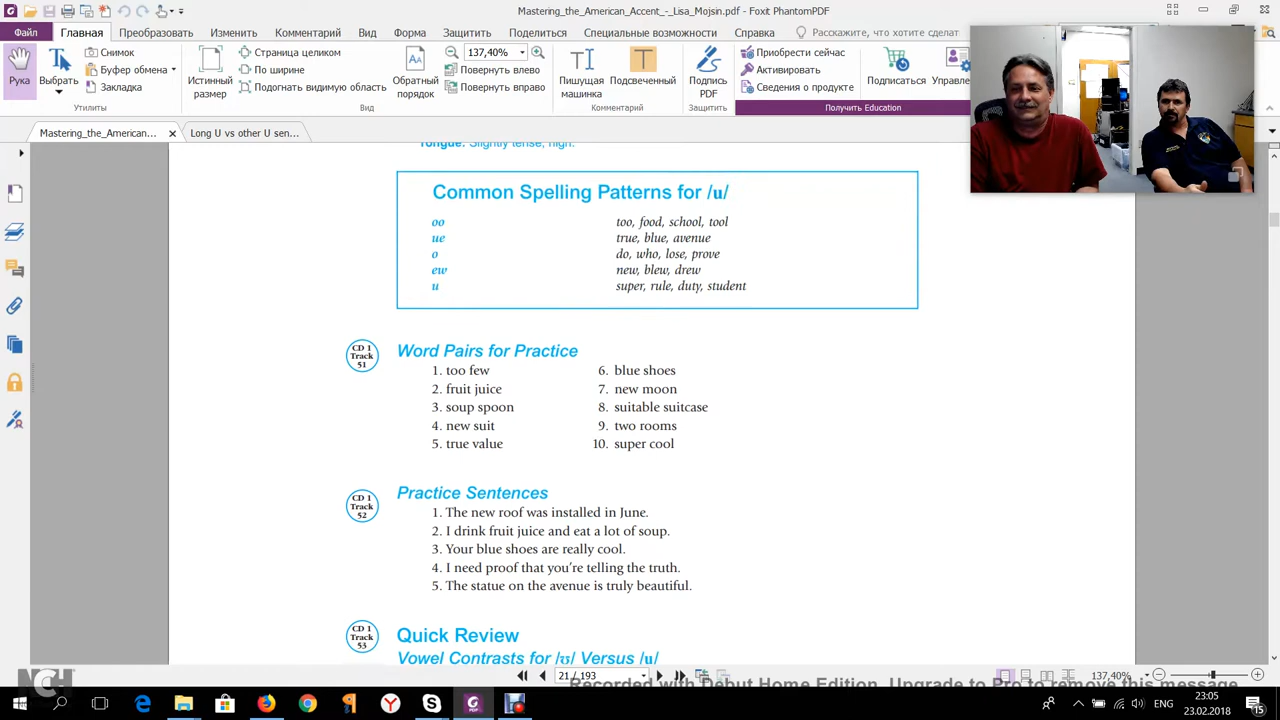 Mastering_the_American_Accent_-_Lisa_Mojsin.pdf - Foxit PhantomPDF
Файл Главная Преобразовать Изменить Комментарий Вид Форма Защитить Поделиться Специальные возможности Справка Расскажите, что хотите сделат
Рука
Выбрать
Снимок
Буфер обмена
Закладка
Утилиты
Истинный размер
Страница целиком
По ширине
Подогнать видимую область
137,40%
Повернуть влево
Повернуть вправо
Вид
Обратный порядок
Пишущая машинка
Подсвеченный
Комментарий
Подпись PDF
Защитить
Приобрести сейчас
Активировать
Сведения о продукте
Подписаться
Управле
Получить Education
Mastering_the_American... Long U vs other U sen...
Tongue: Slightly tense, high.
Common Spelling Patterns for /u/
oo too, food, school, tool
ue true, blue, avenue
o do, who, lose, prove
ew new, blew, drew
u super, rule, duty, student
CD 1 Track 51
Word Pairs for Practice
1. too few 6. blue shoes
2. fruit juice 7. new moon
3. soup spoon 8. suitable suitcase
4. new suit 9. two rooms
5. true value 10. super cool
CD 1 Track 52
Practice Sentences
1. The new roof was installed in June.
2. I drink fruit juice and eat a lot of soup.
3. Your blue shoes are really cool.
4. I need proof that you’re telling the truth.
5. The statue on the avenue is truly beautiful.
CD 1 Track 53
Quick Review
Vowel Contrasts for /ʊ/ Versus /u/
21 / 193
137,40%
NCH
Recorded with Debut Home Edition. Upgrade to Pro to remove this message
ENG
23:05
23.02.2018
15